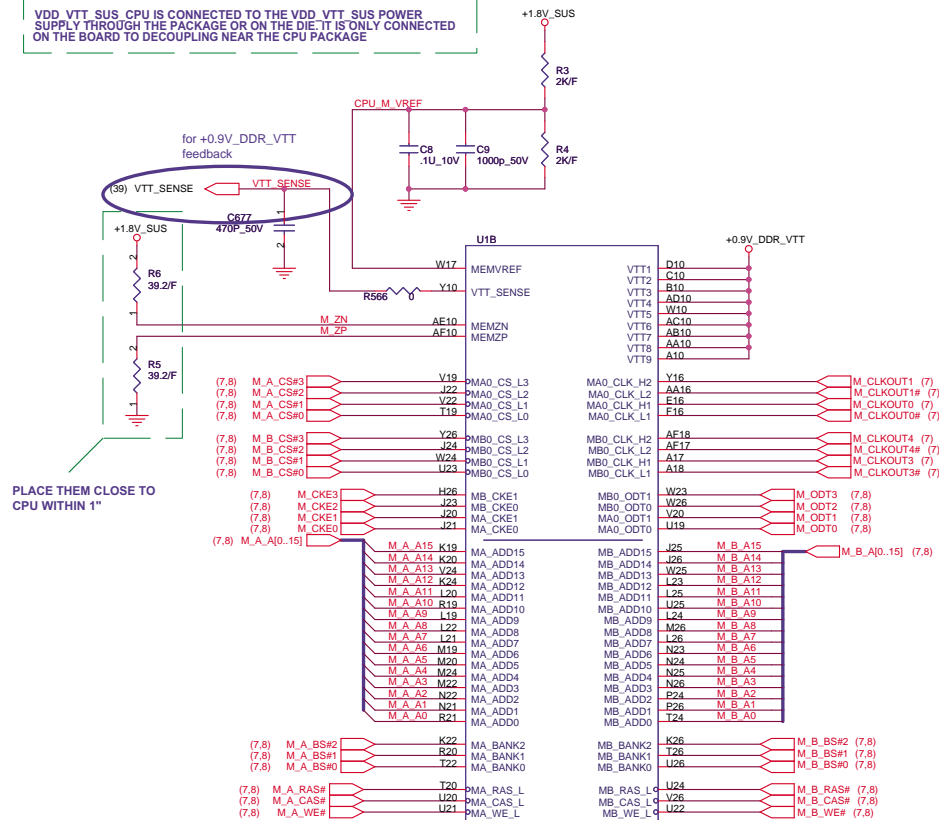 VDD_VTT_SUS_CPU IS CONNECTED TO THE VDD_VTT_SUS POWER
SUPPLY THROUGH THE PACKAGE OR ON THE DIE. IT IS ONLY CONNECTED
ON THE BOARD TO DECOUPLING NEAR THE CPU PACKAGE
+1.8V_SUS
R3
2K/F
CPU_M_VREF
C8
.1U_10V
C9
1000p_50V
R4
2K/F
for +0.9V_DDR_VTT
feedback
(39) VTT_SENSE VTT_SENSE
C677
470P_50V
1
2
+1.8V_SUS
2
R6
39.2/F
1
2
R5
39.2/F
1
R566 0
M_ZN
M_ZP
PLACE THEM CLOSE TO
CPU WITHIN 1"
U1B
+0.9V_DDR_VTT
W17 MEMVREF
Y10 VTT_SENSE
AE10 MEMZN
AF10 MEMZP
VTT1 D10
VTT2 C10
VTT3 B10
VTT4 AD10
VTT5 W10
VTT6 AC10
VTT7 AB10
VTT8 AA10
VTT9 A10
(7,8) M_A_CS#3 V19 MA0_CS_L3
(7,8) M_A_CS#2 J22 MA0_CS_L2
(7,8) M_A_CS#1 V22 MA0_CS_L1
(7,8) M_A_CS#0 T19 MA0_CS_L0
MA0_CLK_H2 Y16 M_CLKOUT1 (7)
MA0_CLK_L2 AA16 M_CLKOUT1# (7)
MA0_CLK_H1 E16 M_CLKOUT0 (7)
MA0_CLK_L1 F16 M_CLKOUT0# (7)
(7,8) M_B_CS#3 Y26 MB0_CS_L3
(7,8) M_B_CS#2 J24 MB0_CS_L2
(7,8) M_B_CS#1 W24 MB0_CS_L1
(7,8) M_B_CS#0 U23 MB0_CS_L0
MB0_CLK_H2 AF18 M_CLKOUT4 (7)
MB0_CLK_L2 AF17 M_CLKOUT4# (7)
MB0_CLK_H1 A17 M_CLKOUT3 (7)
MB0_CLK_L1 A18 M_CLKOUT3# (7)
(7,8) M_CKE3 H26 MB_CKE1
(7,8) M_CKE2 J23 MB_CKE0
(7,8) M_CKE1 J20 MA_CKE1
(7,8) M_CKE0 J21 MA_CKE0
MB0_ODT1 W23 M_ODT3 (7,8)
MB0_ODT0 W26 M_ODT2 (7,8)
MA0_ODT1 V20 M_ODT1 (7,8)
MA0_ODT0 U19 M_ODT0 (7,8)
(7,8) M_A_A[0..15]
M_A_A15 K19 MA_ADD15
M_A_A14 K20 MA_ADD14
M_A_A13 V24 MA_ADD13
M_A_A12 K24 MA_ADD12
M_A_A11 L20 MA_ADD11
M_A_A10 R19 MA_ADD10
M_A_A9 L19 MA_ADD9
M_A_A8 L22 MA_ADD8
M_A_A7 L21 MA_ADD7
M_A_A6 M19 MA_ADD6
M_A_A5 M20 MA_ADD5
M_A_A4 M24 MA_ADD4
M_A_A3 M22 MA_ADD3
M_A_A2 N22 MA_ADD2
M_A_A1 N21 MA_ADD1
M_A_A0 R21 MA_ADD0
M_B_A[0..15] (7,8)
MB_ADD15 J25 M_B_A15
MB_ADD14 J26 M_B_A14
MB_ADD13 W25 M_B_A13
MB_ADD12 L23 M_B_A12
MB_ADD11 L25 M_B_A11
MB_ADD10 U25 M_B_A10
MB_ADD9 L24 M_B_A9
MB_ADD8 M26 M_B_A8
MB_ADD7 L26 M_B_A7
MB_ADD6 N23 M_B_A6
MB_ADD5 N24 M_B_A5
MB_ADD4 N25 M_B_A4
MB_ADD3 N26 M_B_A3
MB_ADD2 P24 M_B_A2
MB_ADD1 P26 M_B_A1
MB_ADD0 T24 M_B_A0
(7,8) M_A_BS#2 K22 MA_BANK2
(7,8) M_A_BS#1 R20 MA_BANK1
(7,8) M_A_BS#0 T22 MA_BANK0
MB_BANK2 K26 M_B_BS#2 (7,8)
MB_BANK1 T26 M_B_BS#1 (7,8)
MB_BANK0 U26 M_B_BS#0 (7,8)
(7,8) M_A_RAS# T20 MA_RAS_L
(7,8) M_A_CAS# U20 MA_CAS_L
(7,8) M_A_WE# U21 MA_WE_L
MB_RAS_L U24 M_B_RAS# (7,8)
MB_CAS_L V26 M_B_CAS# (7,8)
MB_WE_L U22 M_B_WE# (7,8)